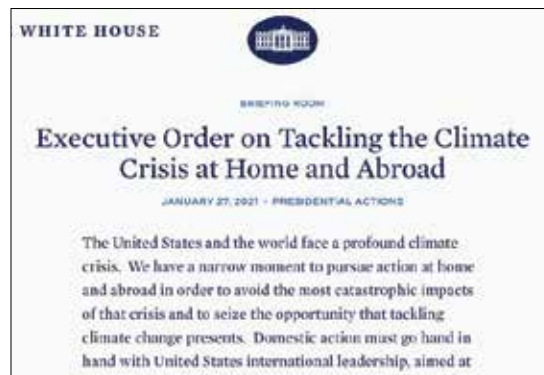 WHITE HOUSE
BRIEFING ROOM
Executive Order on Tackling the Climate
Crisis at Home and Abroad
JANUARY 27, 2021 • PRESIDENTIAL ACTIONS
The United States and the world face a profound climate
crisis. We have a narrow moment to pursue action at home
and abroad in order to avoid the most catastrophic impacts
of that crisis and to seize the opportunity that tackling
climate change presents. Domestic action must go hand in
hand with United States international leadership, aimed at